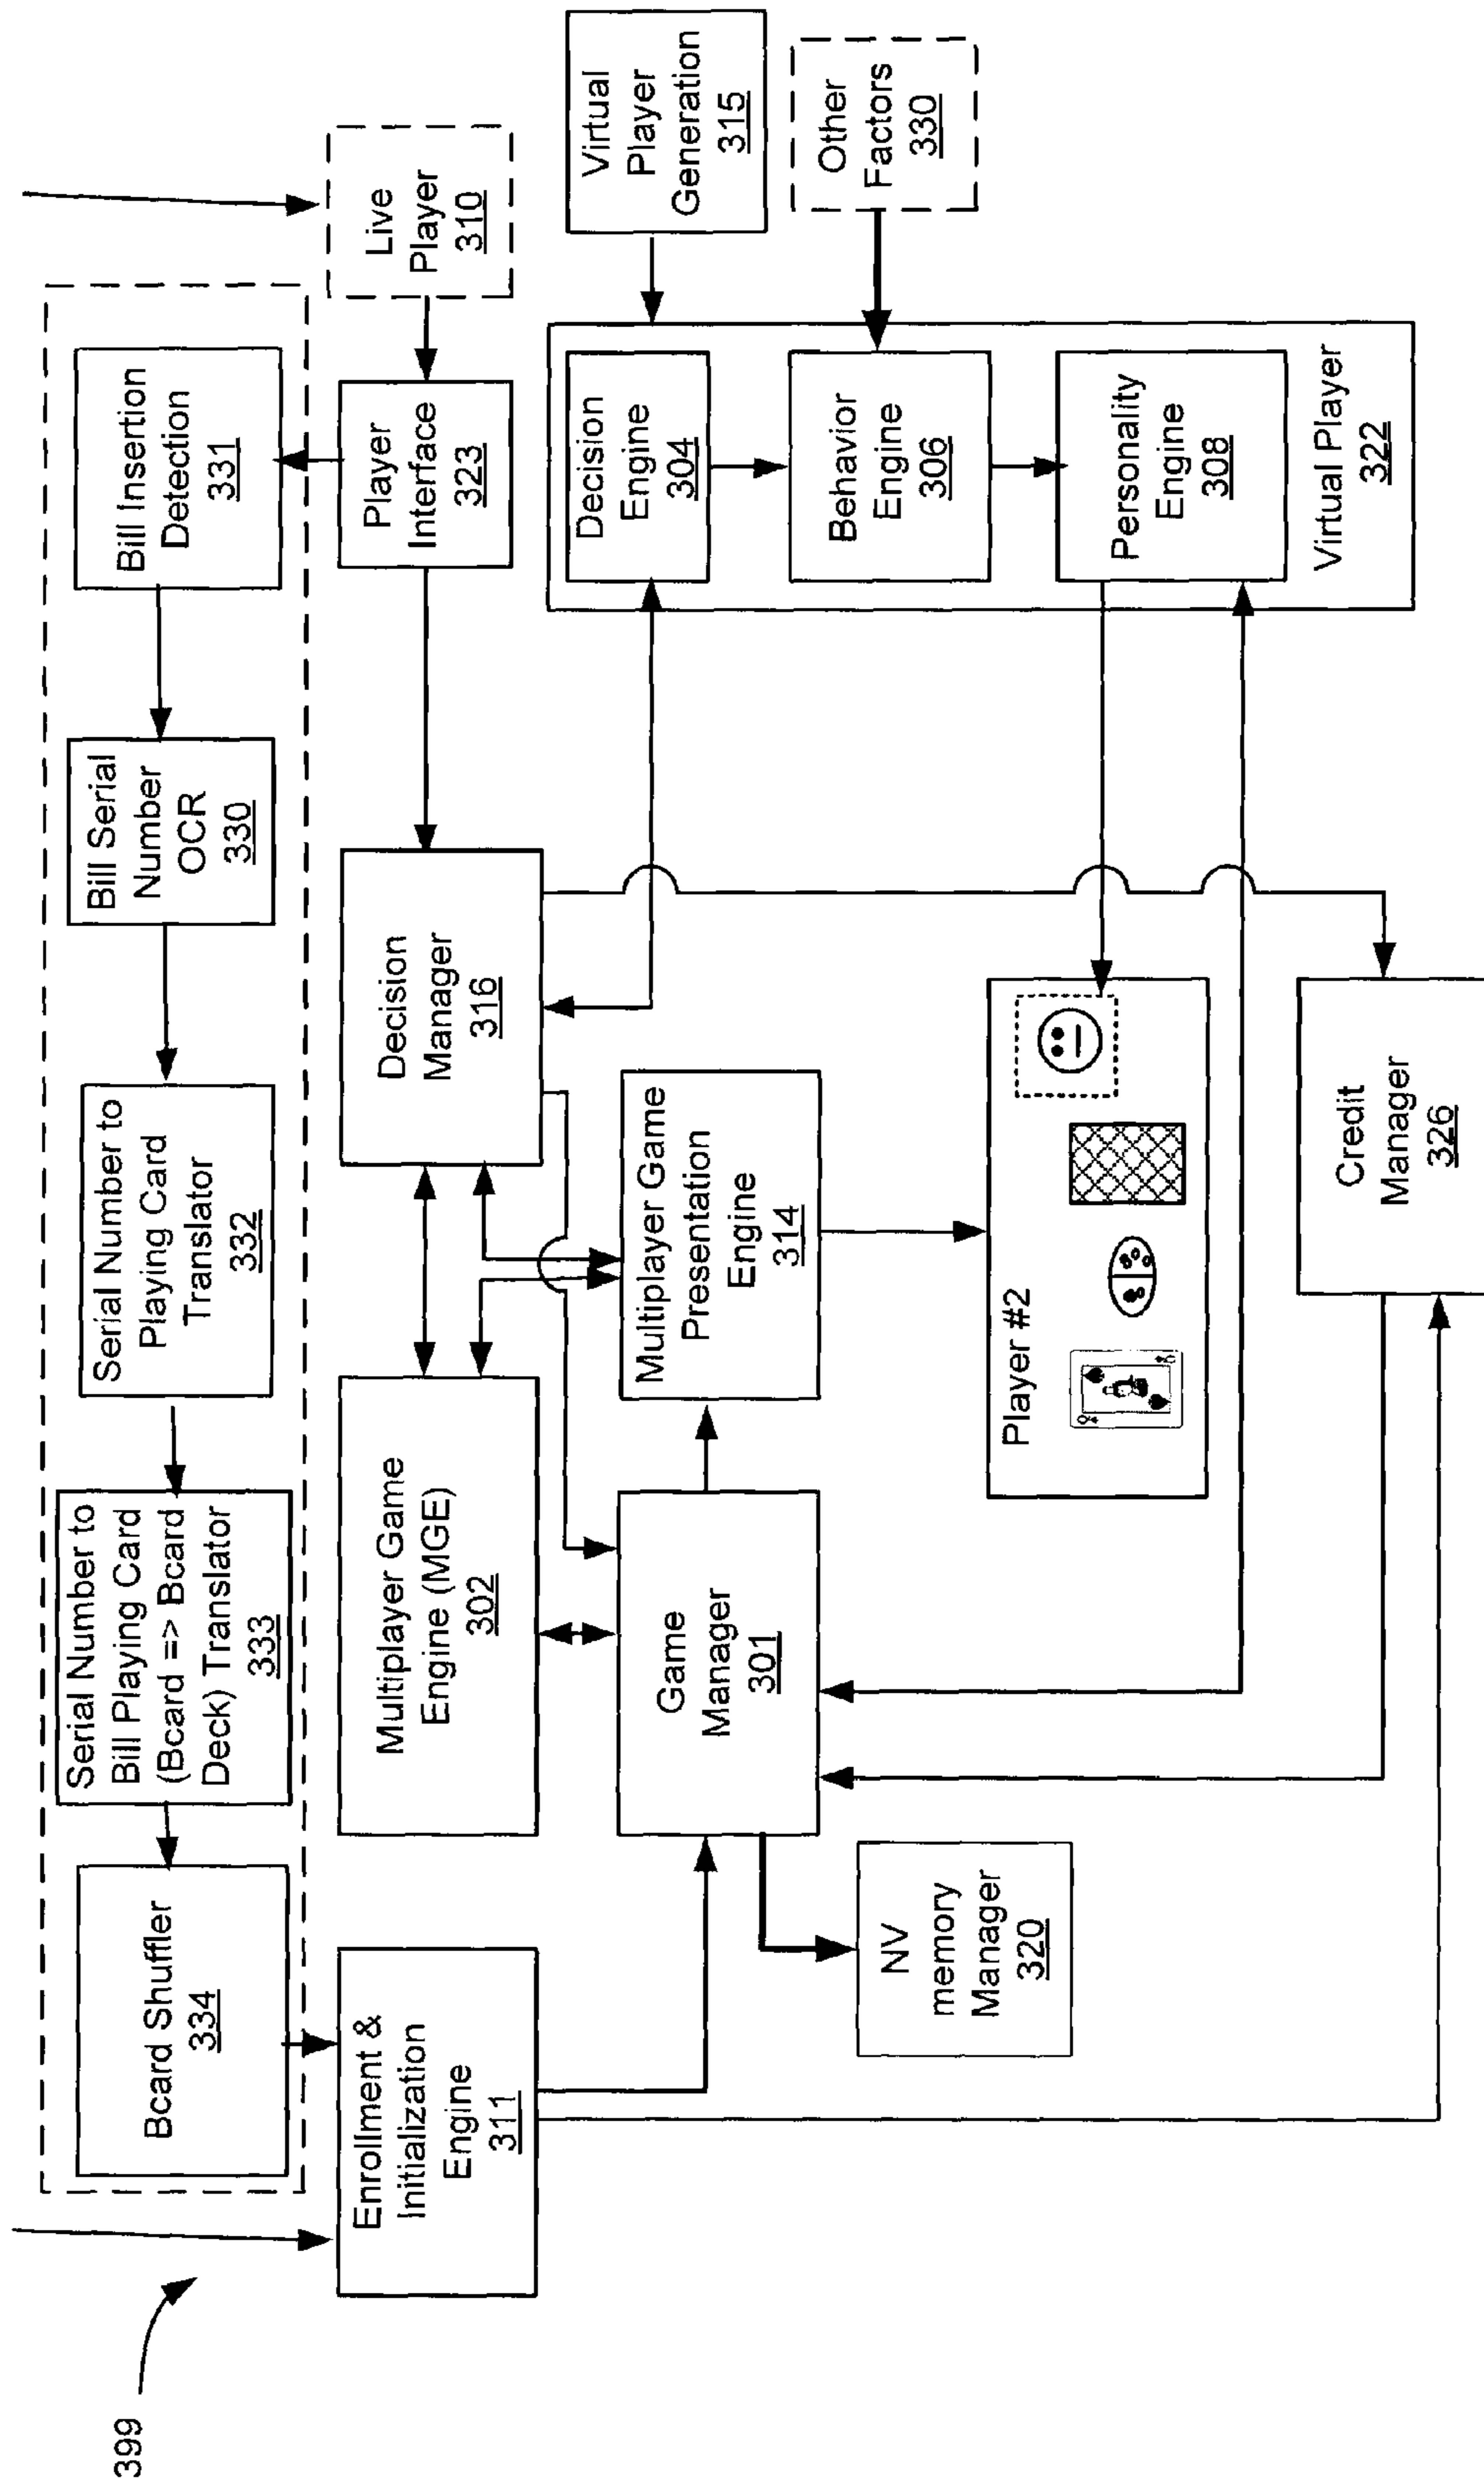 399
Bcard Shuffler
334
Serial Number to
Bill Playing Card
(Bcard => Bcard
Deck) Translator
333
Serial Number to
Playing Card
Translator
332
Bill Serial
Number
OCR
330
Bill Insertion
Detection
331
Enrollment &
Initialization
Engine
311
Multiplayer Game
Engine (MGE)
302
Decision
Manager
316
Player
Interface
323
Live
Player
310
Game
Manager
301
Multiplayer Game
Presentation
Engine
314
Decision
Engine
304
Virtual
Player
Generation
315
NV
memory
Manager
320
Behavior
Engine
306
Other
Factors
330
Player #2
Q
Q
Personality
Engine
308
Virtual Player
322
Credit
Manager
326